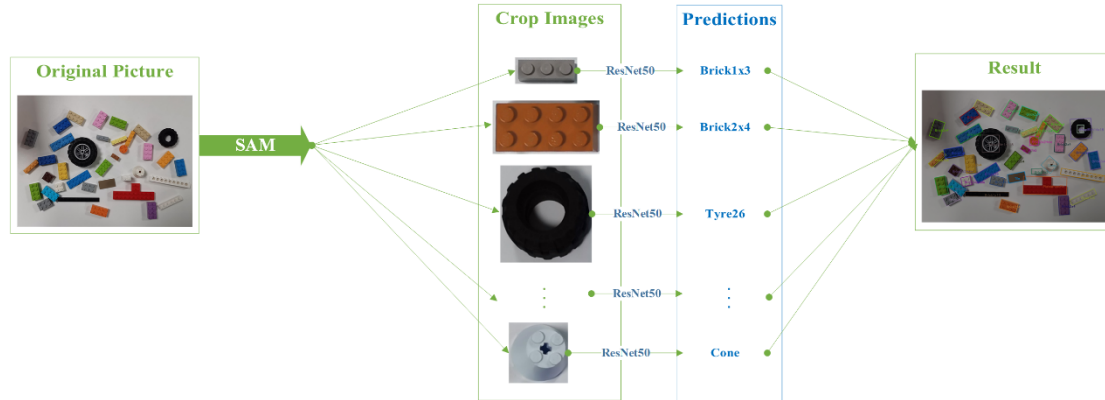 Original Picture
SAM
Crop Images
ResNet50
ResNet50
ResNet50
ResNet50
ResNet50
Predictions
Brick1x3
Brick2x4
Tyre26
Cone
Result